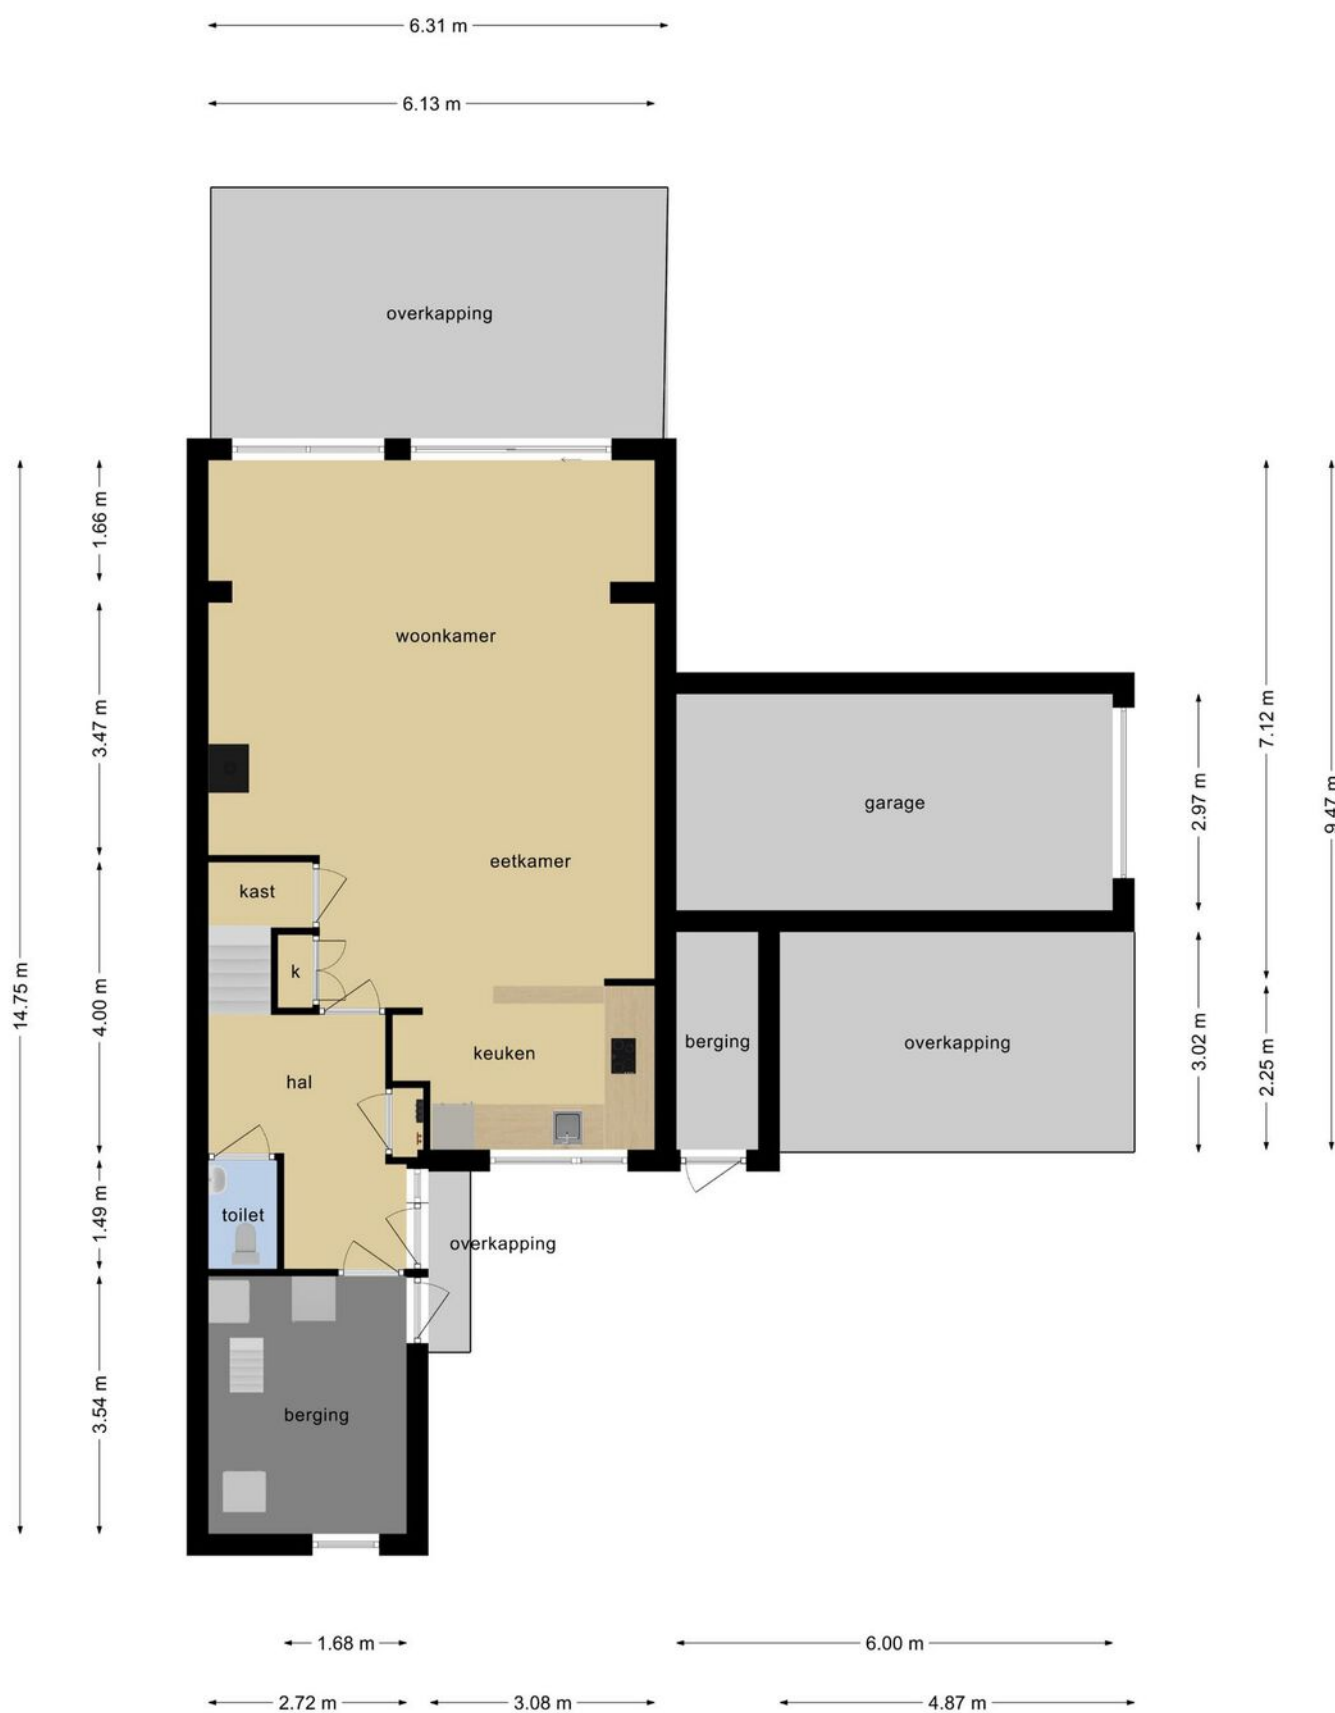 6.31 m
6.13 m
overkapping
1.66 m
woonkamer
3.47 m
7.12 m
2.97 m
9.47 m
garage
eetkamer
kast
k
14.75 m
4.00 m
keuken
berging
overkapping
3.02 m
2.25 m
hal
1.49 m
toilet
overkapping
3.54 m
berging
1.68 m
6.00 m
2.72 m
3.08 m
4.87 m